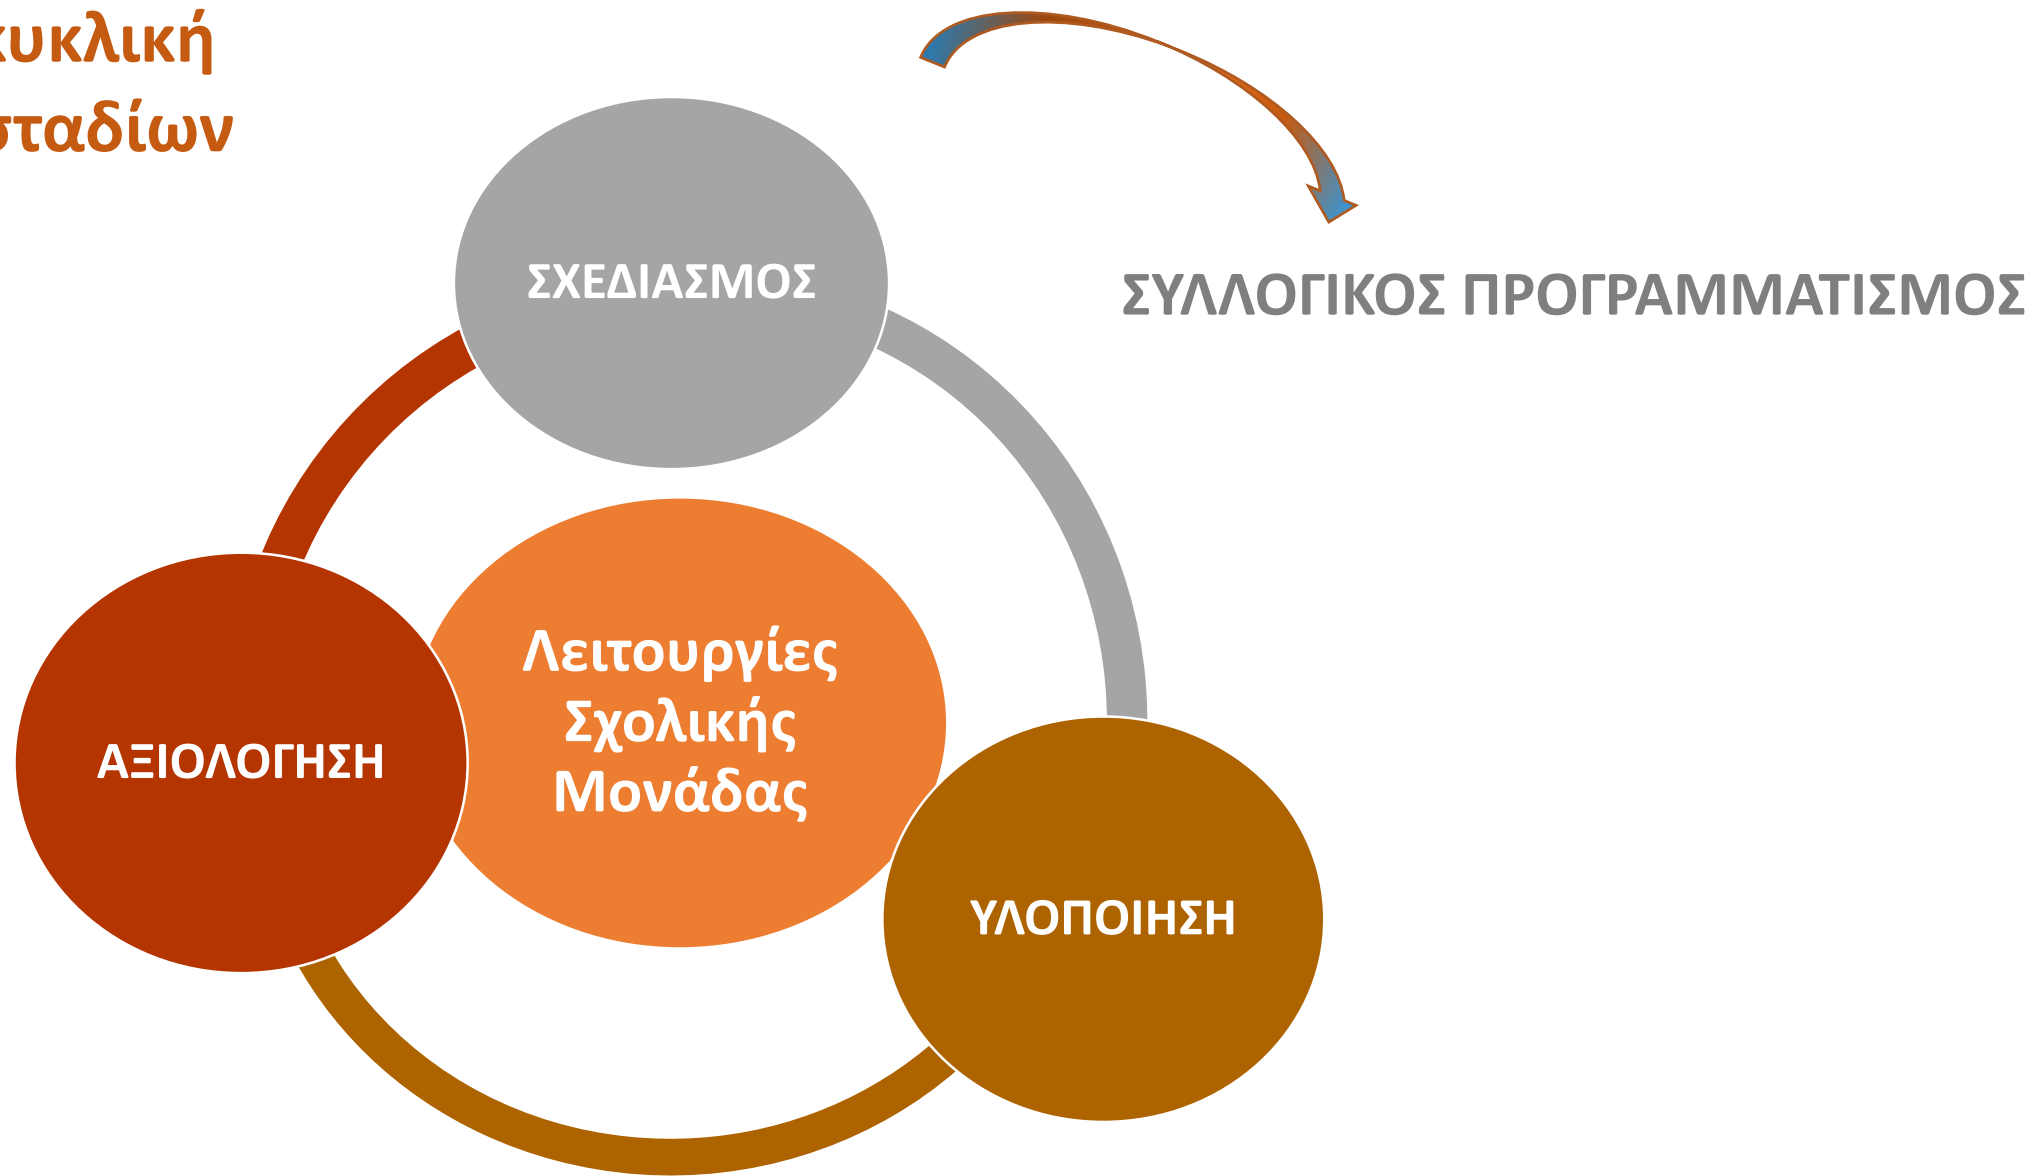 κυκλική
σταδίων
ΣΧΕΔΙΑΣΜΟΣ
ΣΥΛΛΟΓΙΚΟΣ ΠΡΟΓΡΑΜΜΑΤΙΣΜΟΣ
Λειτουργίες
Σχολικής
Μονάδας
ΑΞΙΟΛΟΓΗΣΗ
ΥΛΟΠΟΙΗΣΗ